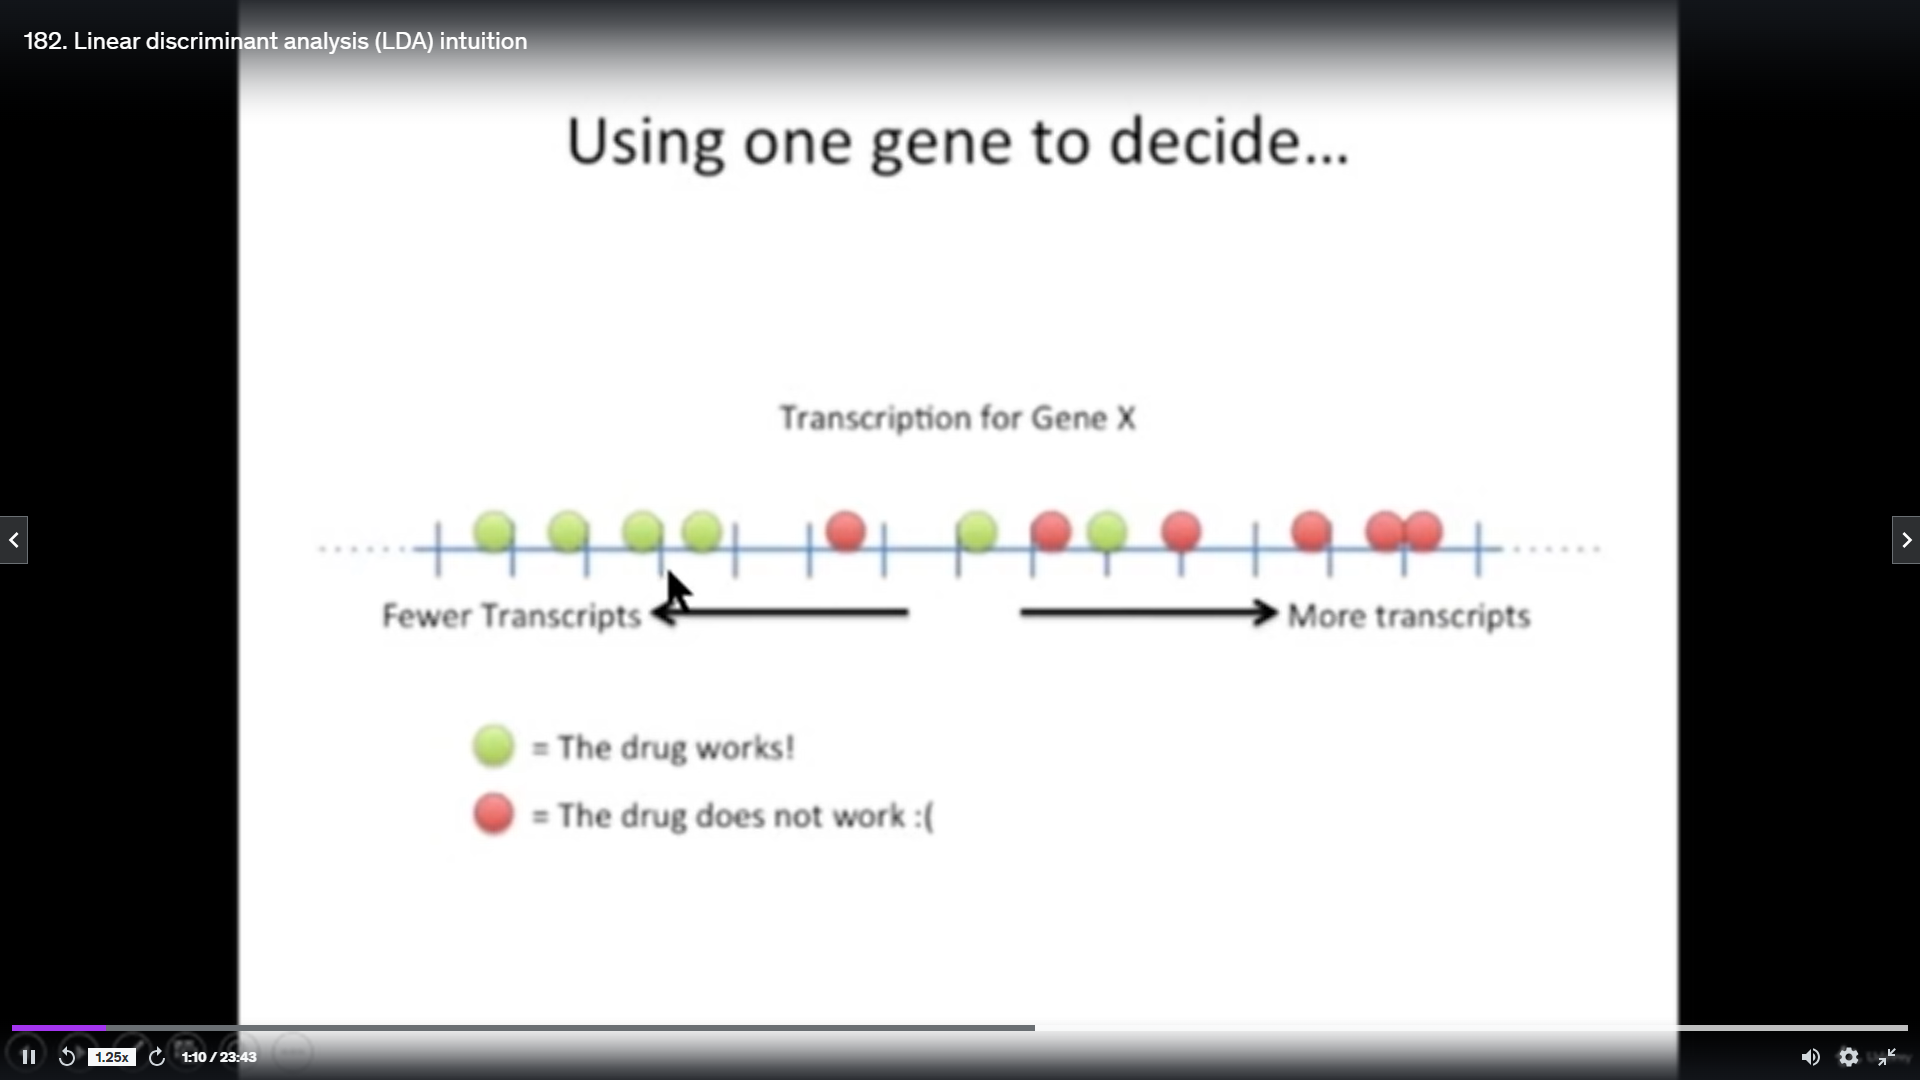 182. Linear discriminant analysis (LDA) intuition
Using one gene to decide...
Transcription for Gene X
Fewer Transcripts
More transcripts
= The drug works!
= The drug does not work :(
1.25x
1:10 / 23:43